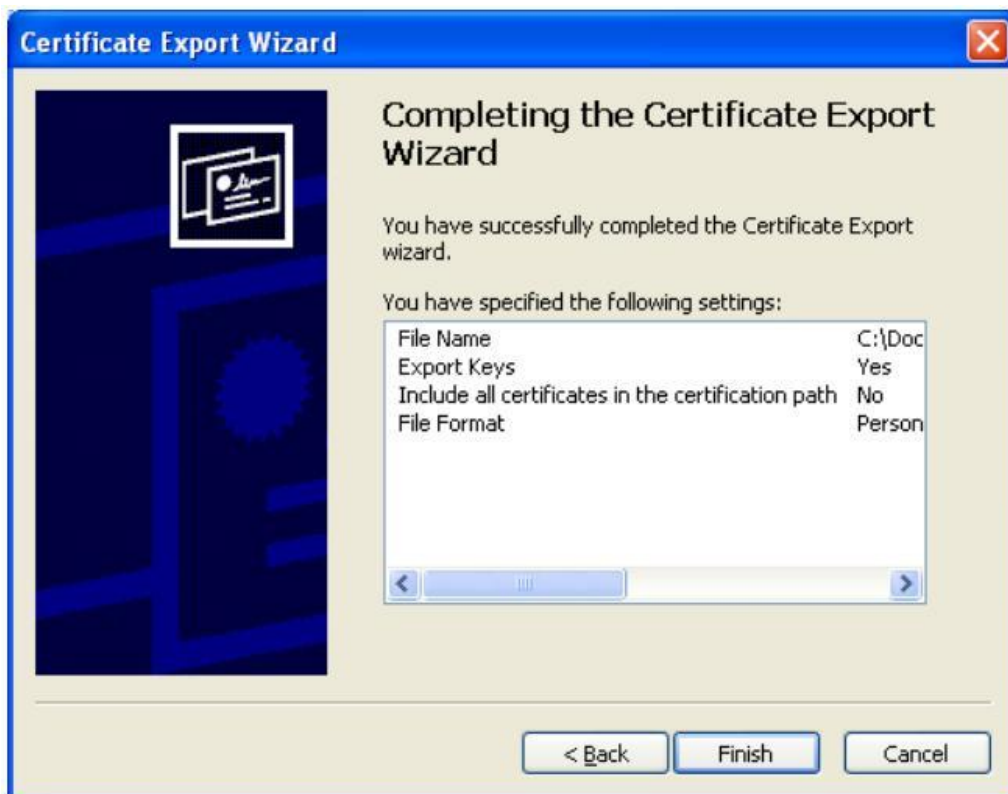 Certificate Export Wizard
Completing the Certificate Export
Wizard
You have successfully completed the Certificate Export
wizard.
You have specified the following settings:
File Name C:\Doc
Export Keys Yes
Include all certificates in the certification path No
File Format Person
< Back Finish Cancel